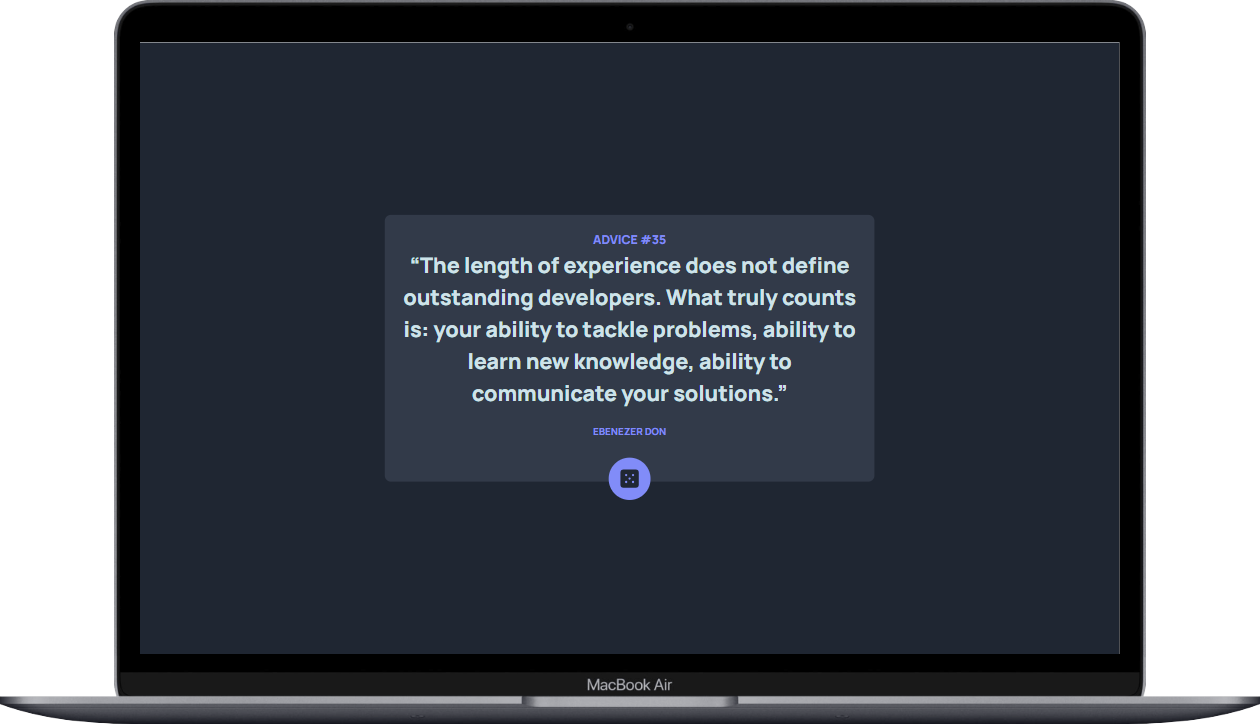 ADVICE #35
“The length of experience does not define
outstanding developers. What truly counts
is: your ability to tackle problems, ability to
learn new knowledge, ability to
communicate your solutions.”
EBENEZER DON
MacBook Air